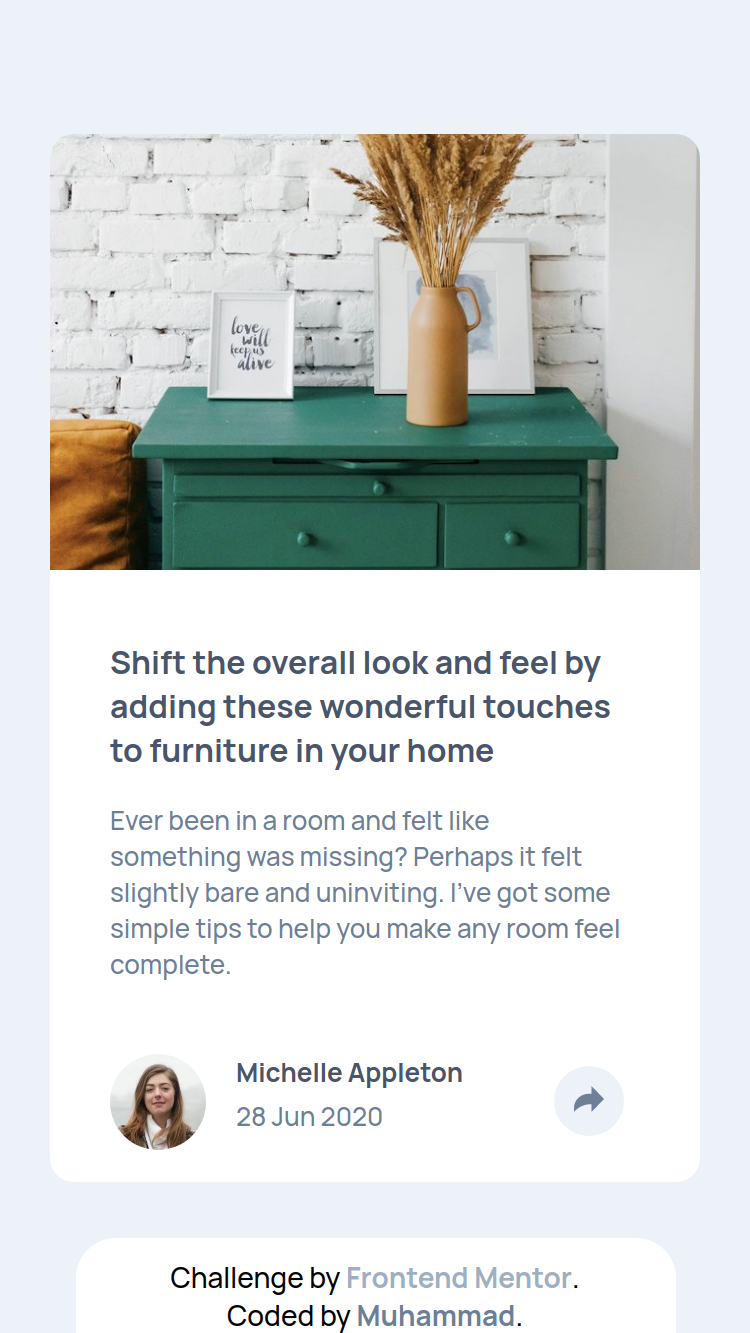 love
will
keep us
alive
Shift the overall look and feel by
adding these wonderful touches
to furniture in your home
Ever been in a room and felt like
something was missing? Perhaps it felt
slightly bare and uninviting. I’ve got some
simple tips to help you make any room feel
complete.
Michelle Appleton
28 Jun 2020
Challenge by Frontend Mentor.
Coded by Muhammad.